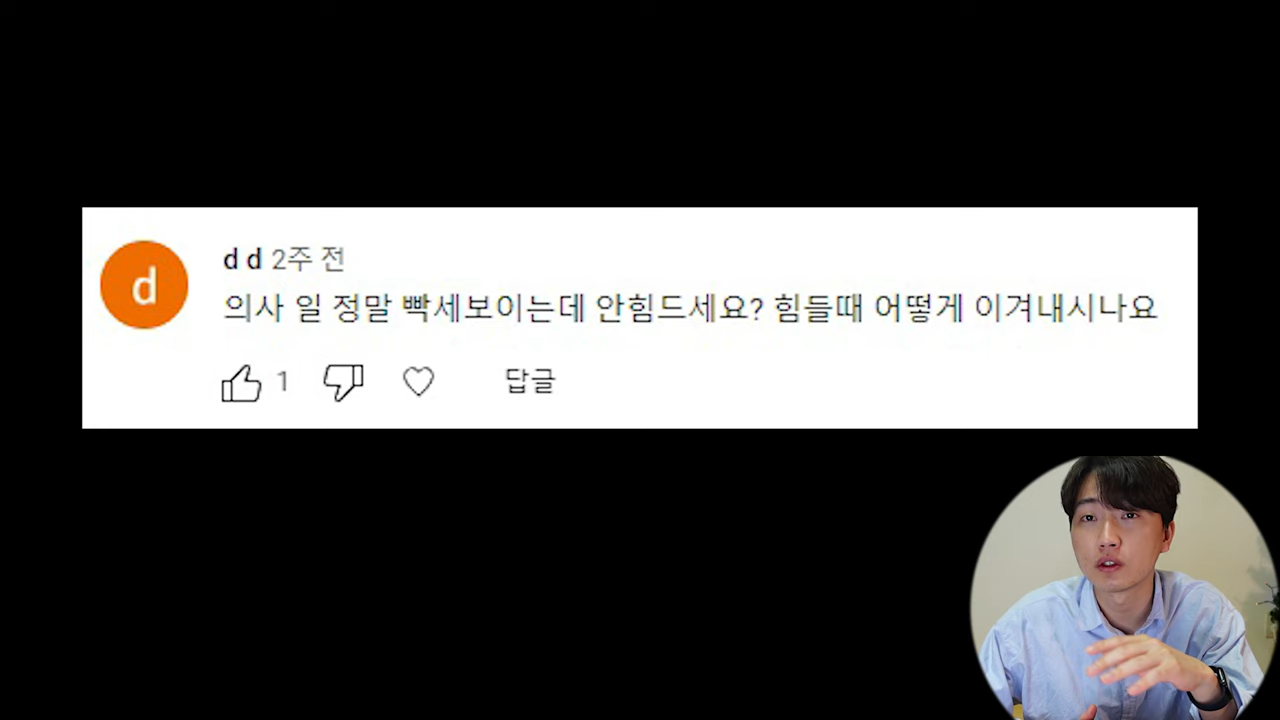 d
d d 2주 전
의사 일 정말 빡세보이는데 안힘드세요? 힘들때 어떻게 이겨내시나요
1
답글